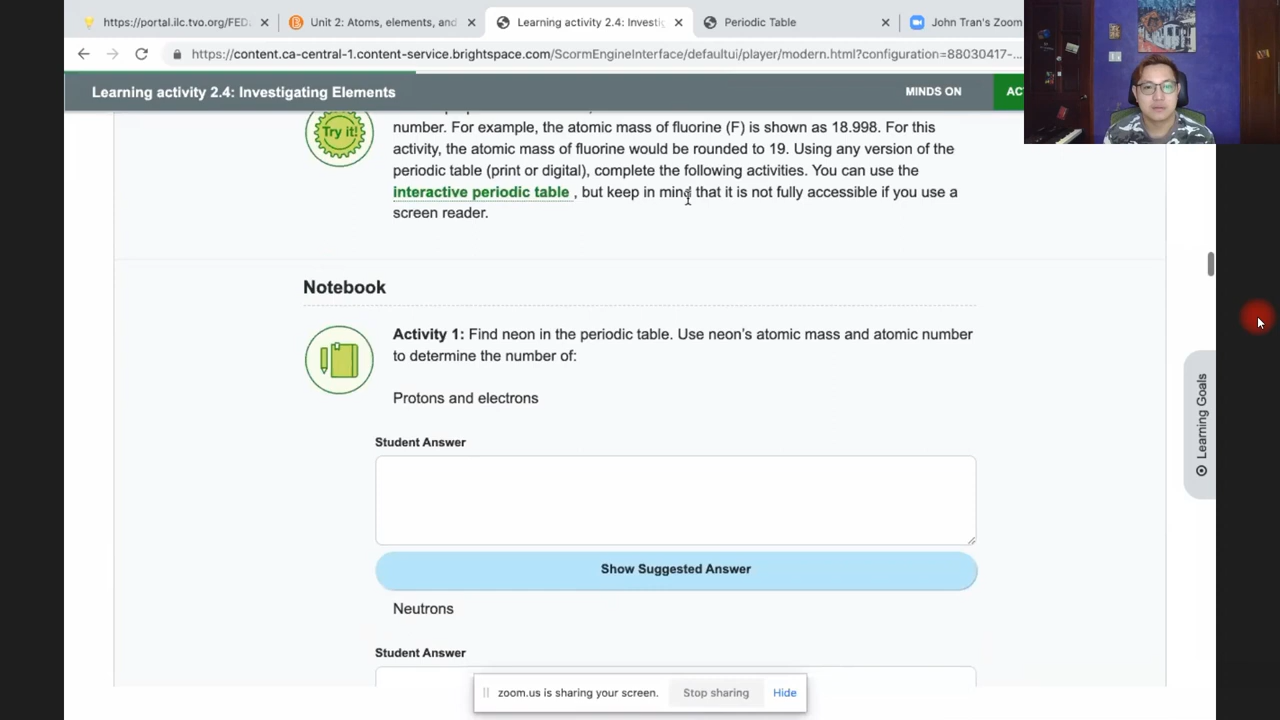 https://portal.ilc.tvo.org/FED
Unit 2: Atoms, elements, and
Learning activity 2.4: Investig
Periodic Table
John Tran's Zoom
https://content.ca-central-1.content-service.brightspace.com/ScormEngineInterface/defaultui/player/modern.html?configuration=88030417-...
Learning activity 2.4: Investigating Elements
MINDS ON
AC
Try it!
number. For example, the atomic mass of fluorine (F) is shown as 18.998. For this
activity, the atomic mass of fluorine would be rounded to 19. Using any version of the
periodic table (print or digital), complete the following activities. You can use the
interactive periodic table , but keep in mind that it is not fully accessible if you use a
screen reader.
Notebook
Activity 1: Find neon in the periodic table. Use neon's atomic mass and atomic number
to determine the number of:
Protons and electrons
Student Answer
Show Suggested Answer
Neutrons
Student Answer
Learning Goals
zoom.us is sharing your screen.
Stop sharing
Hide